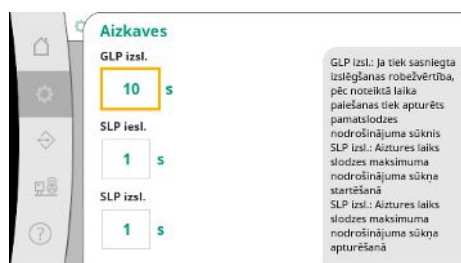 Aizkaves
GLP izsl.
10 s
SLP iesl.
1 s
SLP izsl.
1 s
GLP izsl.: Ja tiek sasniegta
izslēgšanas robežvērtība,
pēc noteiktā laika
paiešanas tiek apturēts
pamatslodzes
nodrošinājuma sūknis
SLP izsl.: Aiztures laiks
slodzes maksimuma
nodrošinājuma sūkņa
startēšanā
SLP izsl.: Aiztures laiks
slodzes maksimuma
nodrošinājuma sūkņa
apturēšanā